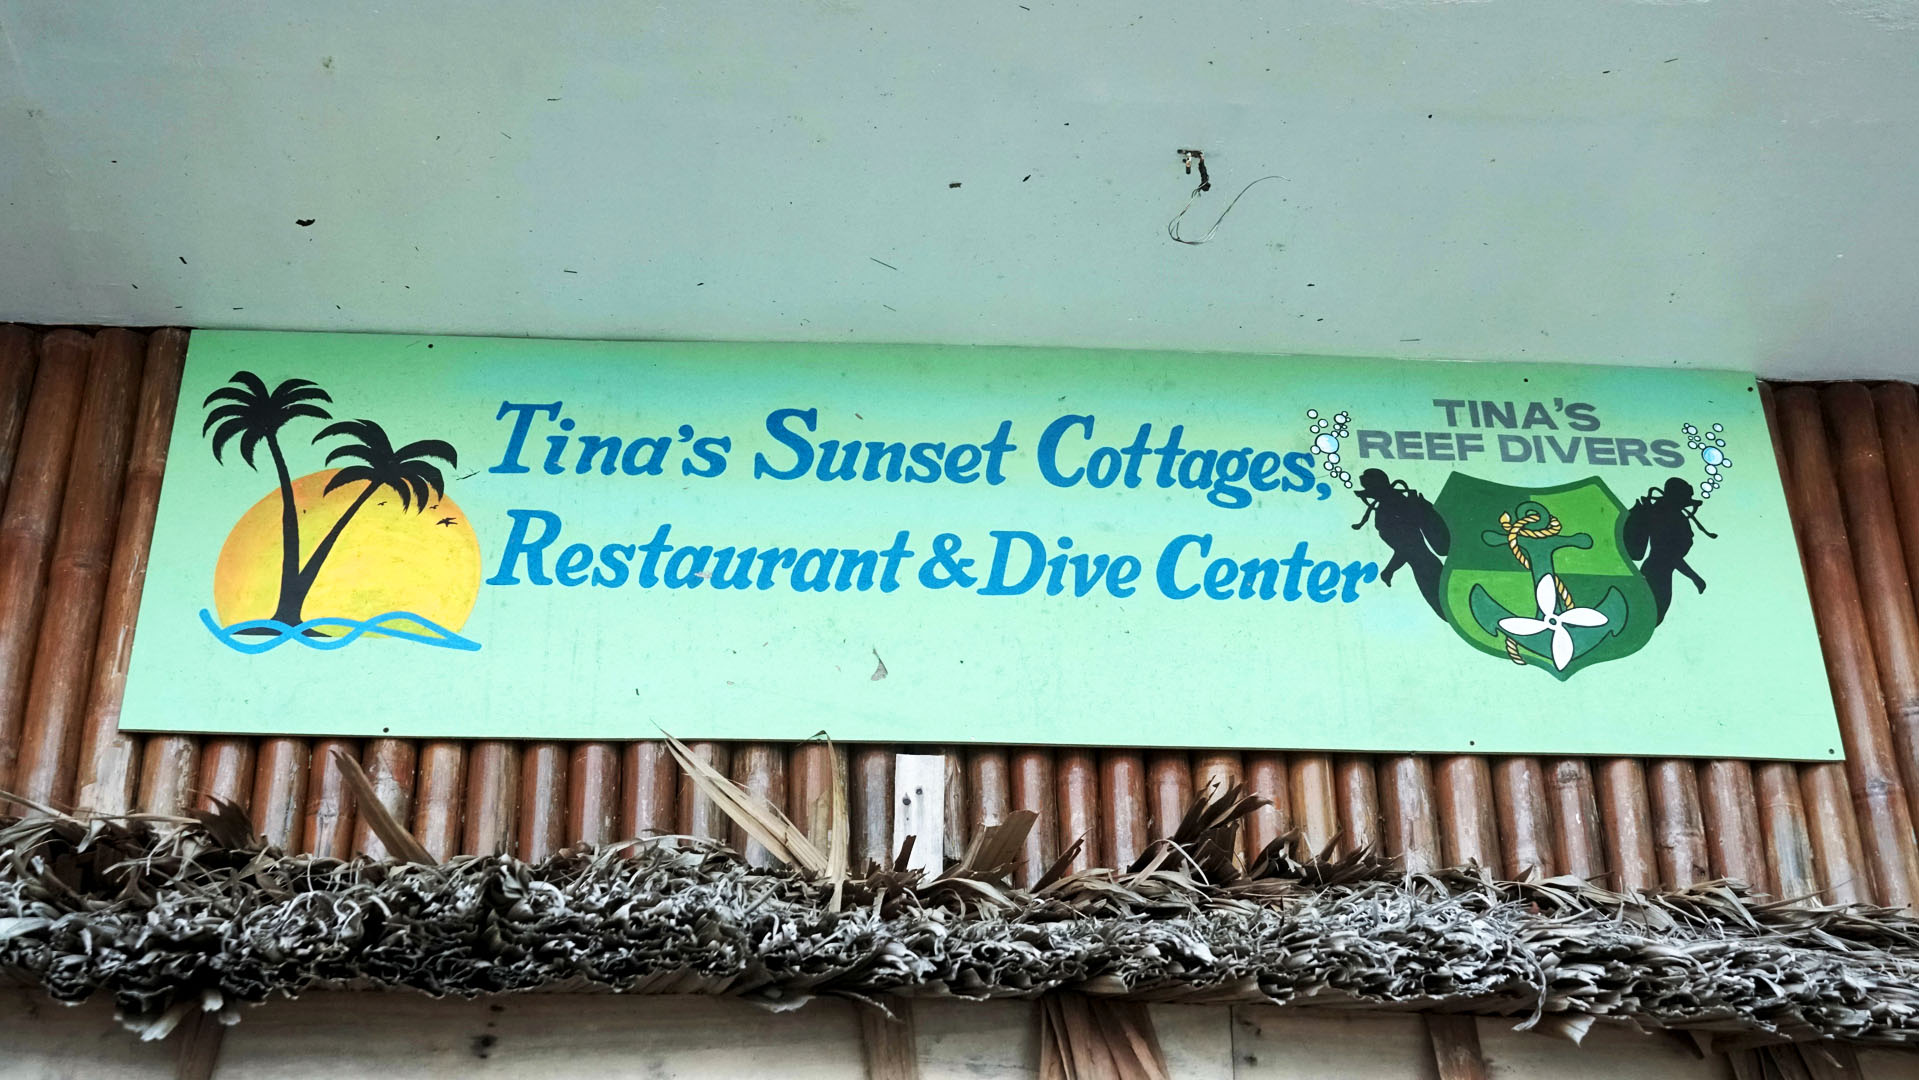 Tina's Sunset Cottages,
Restaurant & Dive Center
TINA'S
REEF DIVERS